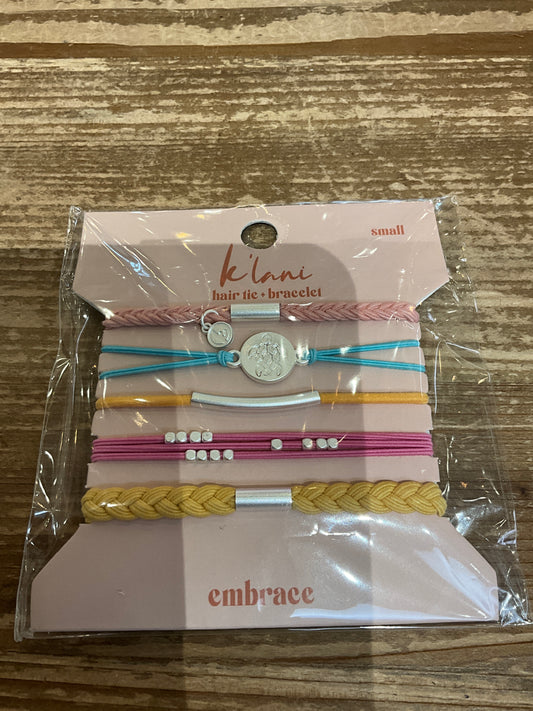 small
k'lani
hair tie + bracelet
embrace